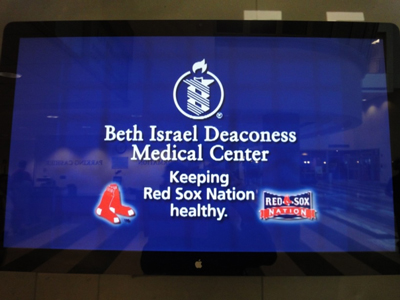 Beth Israel Deaconess
Medical Center
Keeping
Red Sox Nation
healthy.
RED SOX
NATION